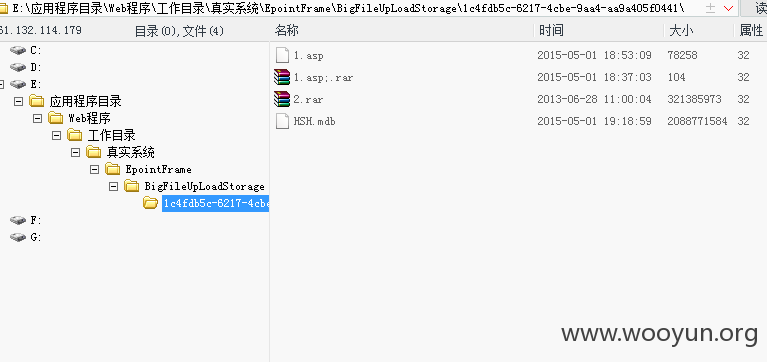 E:\应用程序目录\Web程序\工作目录\真实系统\EpointFrame\BigFileUpLoadStorage\1c4fdb5c-6217-4cbe-9aa4-aa9a405f0441\ 读
61.132.114.179 目录(0),文件(4) 名称 时间 大小 属性
C:
D:
E:
应用程序目录
Web程序
工作目录
真实系统
EpointFrame
BigFileUpLoadStorage
1c4fdb5c-6217-4cbe
F:
G:
1.asp 2015-05-01 18:53:09 78258 32
1.asp;.rar 2015-05-01 18:37:03 104 32
2.rar 2013-06-28 11:00:04 321385973 32
HSH.mdb 2015-05-01 19:18:59 2088771584 32
www.wooyun.org